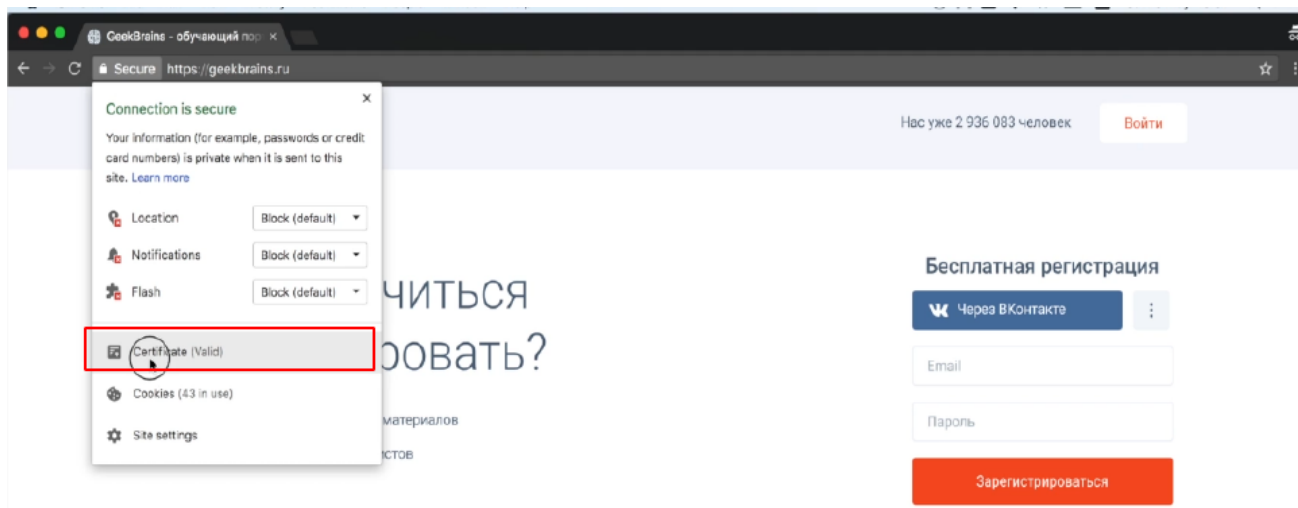 GeekBrains - обучающий пор
Secure
https://geekbrains.ru
Connection is secure
Your information (for example, passwords or credit
card numbers) is private when it is sent to this
site. Learn more
Location
Block (default)
Notifications
Block (default)
Flash
Block (default)
Certificate (Valid)
Cookies (43 in use)
Site settings
Нас уже 2 936 083 человек
Войти
читься
ровать?
материалов
истов
Бесплатная регистрация
Через ВКонтакте
Email
Пароль
Зарегистрироваться